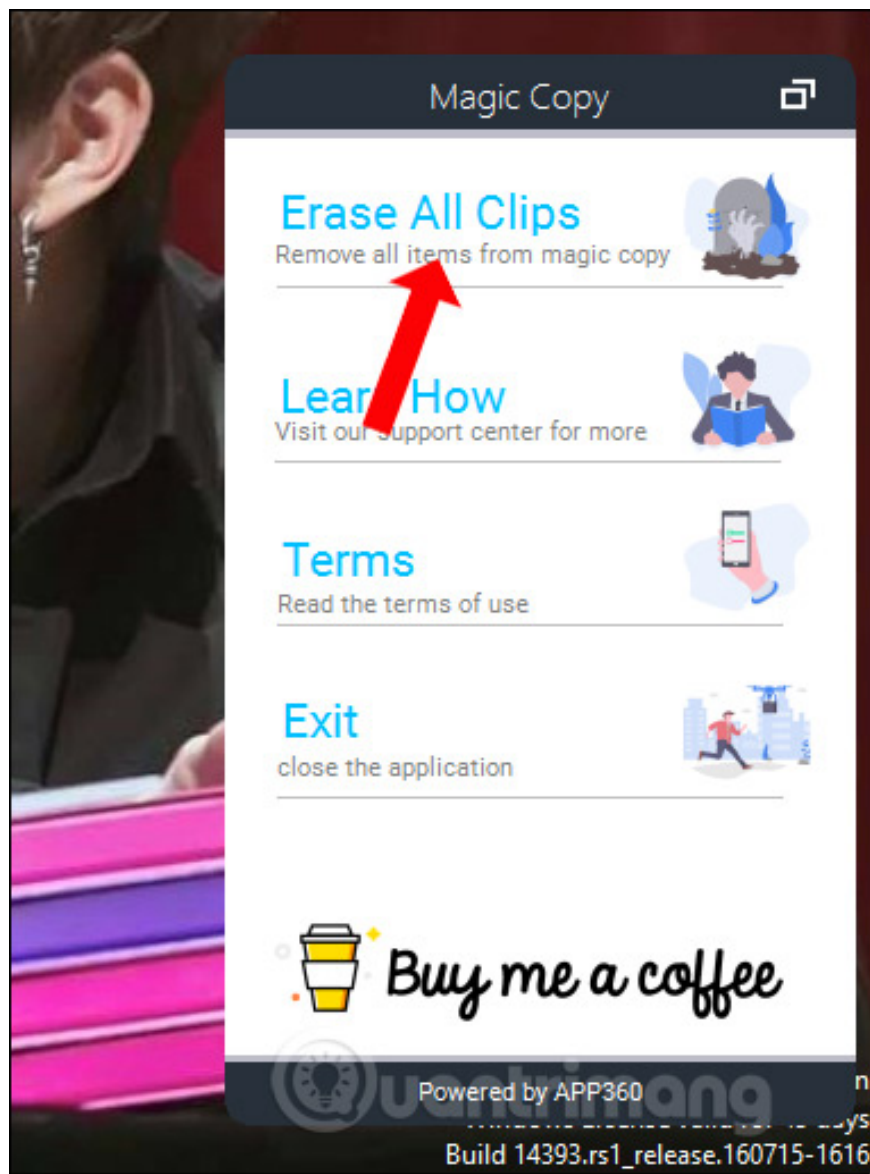 Magic Copy
Erase All Clips
Remove all items from magic copy
Learn How
Visit our support center for more
Terms
Read the terms of use
Exit
close the application
Buy me a coffee
Powered by APP360
Quantrimang
Build 14393.rs1_release.160715-1616